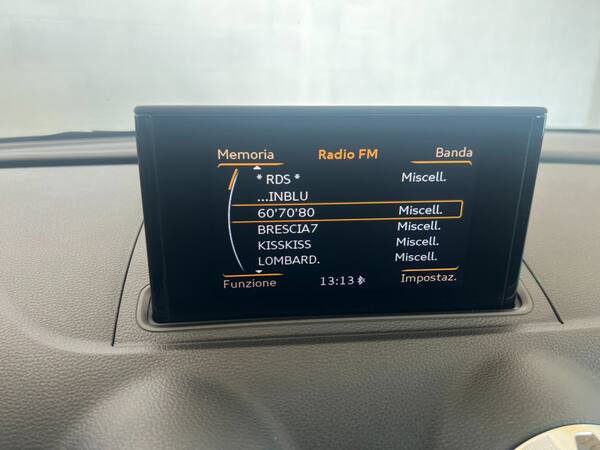 Memoria Radio FM Banda
* RDS * Miscell.
...INBLU
60'70'80 Miscell.
BRESCIA7 Miscell.
KISSKISS Miscell.
LOMBARD. Miscell.
Funzione 13:13 Impostaz.